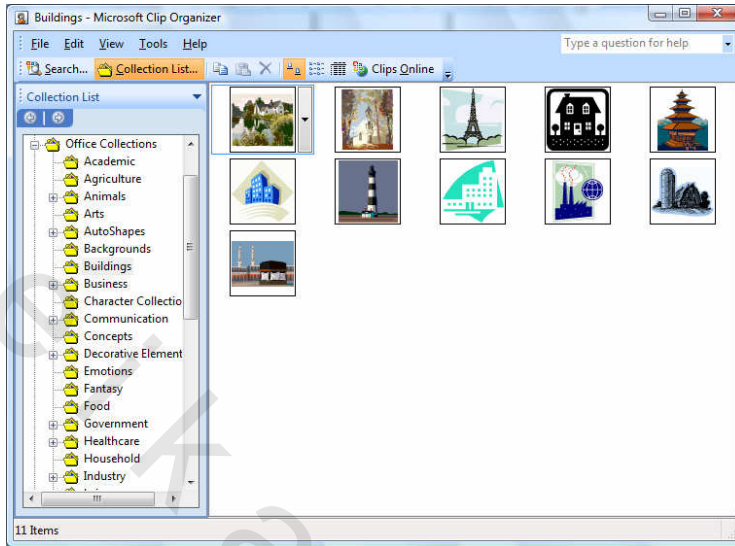 Buildings - Microsoft Clip Organizer
File Edit View Tools Help
Type a question for help
Search... Collection List... Clips Online
Collection List
Office Collections
Academic
Agriculture
Animals
Arts
AutoShapes
Backgrounds
Buildings
Business
Character Collectio
Communication
Concepts
Decorative Element
Emotions
Fantasy
Food
Government
Healthcare
Household
Industry
11 Items